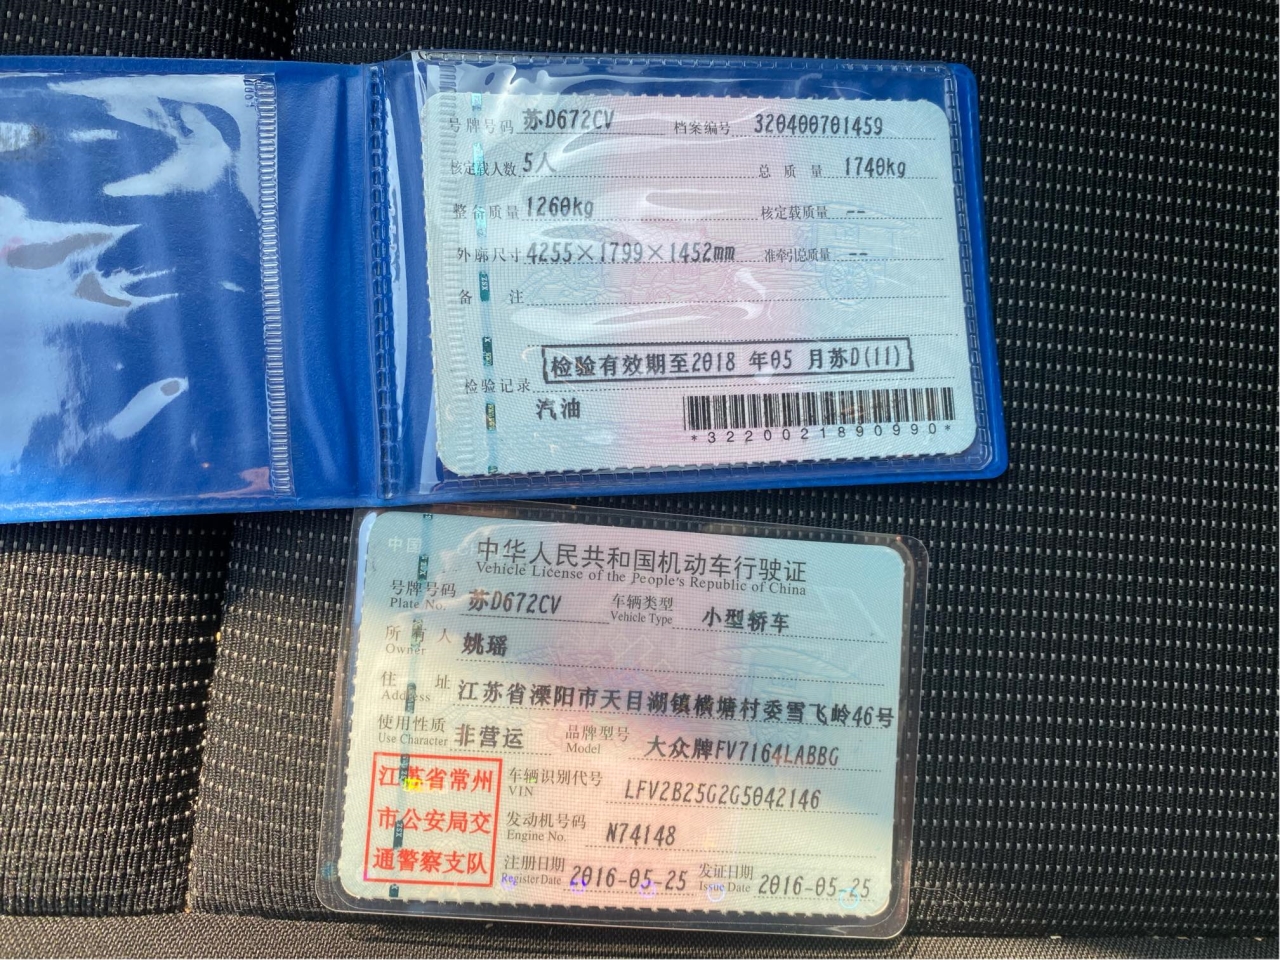 号牌号码 苏D672CV 档案编号 320400701459
核定载人数 5人 总质量 1740kg
整备质量 1260kg 核定载质量 --
外廓尺寸 4255×1799×1452mm 准牵引总质量 --
备注
检验有效期至2018 年05 月苏D(11)
检验记录
汽油
*3220021890990*
中国
中华人民共和国机动车行驶证
Vehicle License of the People's Republic of China
号牌号码 苏D672CV 车辆类型 小型轿车
Plate No. Vehicle Type
所有人 姚瑶
Owner
住址 江苏省溧阳市天目湖镇横塘村委雪飞岭46号
Address
使用性质 非营运 品牌型号 大众牌FV7164LABBG
Use Character Model
江苏省常州
市公安局交
通警察支队
车辆识别代号 LFV2B25G2G5042146
VIN
发动机号码 N74148
Engine No.
注册日期 2016-05-25 发证日期 2016-05-25
Register Date Issue Date